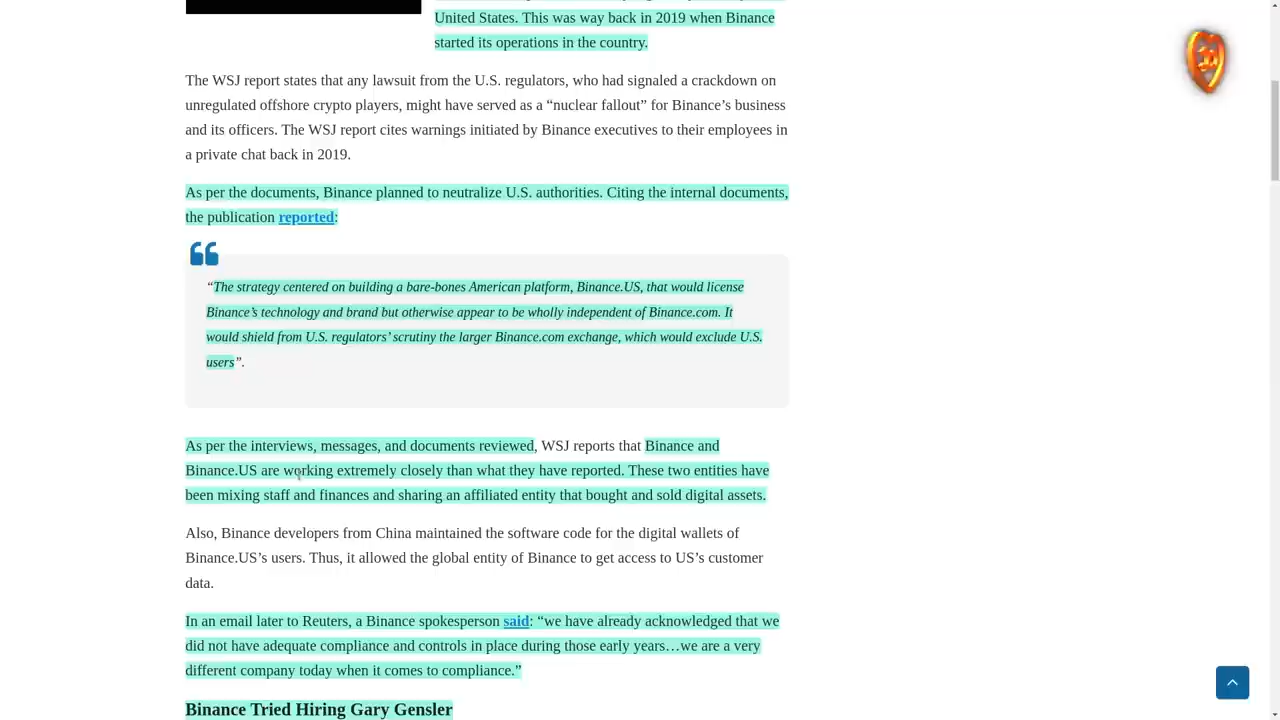 United States. This was way back in 2019 when Binance
started its operations in the country.
The WSJ report states that any lawsuit from the U.S. regulators, who had signaled a crackdown on
unregulated offshore crypto players, might have served as a “nuclear fallout” for Binance’s business
and its officers. The WSJ report cites warnings initiated by Binance executives to their employees in
a private chat back in 2019.
As per the documents, Binance planned to neutralize U.S. authorities. Citing the internal documents,
the publication reported:
“The strategy centered on building a bare-bones American platform, Binance.US, that would license
Binance’s technology and brand but otherwise appear to be wholly independent of Binance.com. It
would shield from U.S. regulators’ scrutiny the larger Binance.com exchange, which would exclude U.S.
users”.
As per the interviews, messages, and documents reviewed, WSJ reports that Binance and
Binance.US are working extremely closely than what they have reported. These two entities have
been mixing staff and finances and sharing an affiliated entity that bought and sold digital assets.
Also, Binance developers from China maintained the software code for the digital wallets of
Binance.US’s users. Thus, it allowed the global entity of Binance to get access to US’s customer
data.
In an email later to Reuters, a Binance spokesperson said: “we have already acknowledged that we
did not have adequate compliance and controls in place during those early years…we are a very
different company today when it comes to compliance.”
Binance Tried Hiring Gary Gensler